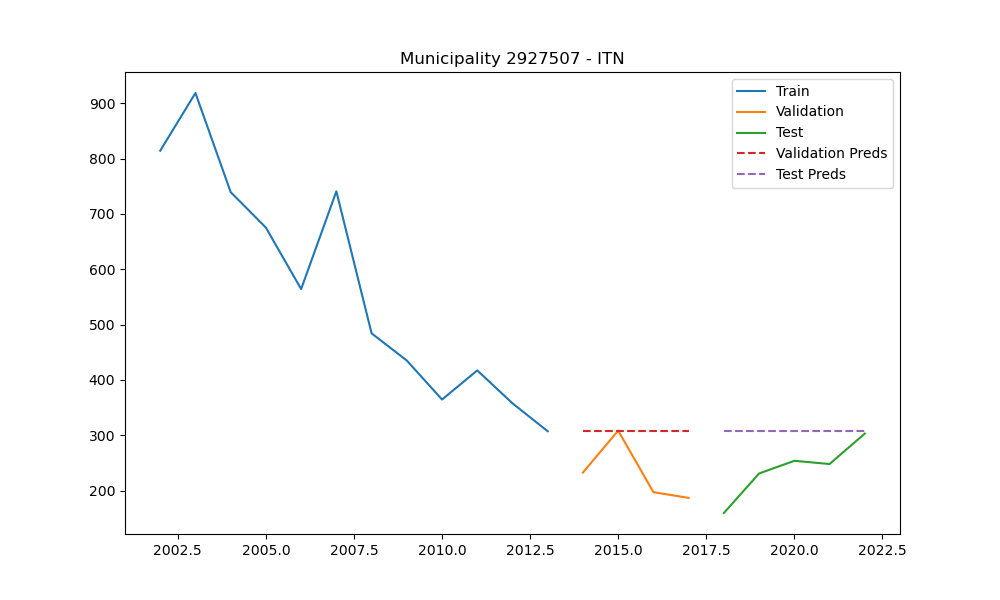 Municipality 2927507 - ITN
Train
Validation
Test
Validation Preds
Test Preds
900
800
700
600
500
400
300
200
2002.5 2005.0 2007.5 2010.0 2012.5 2015.0 2017.5 2020.0 2022.5